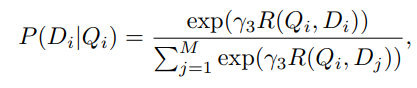 P(D_i|Q_i) = \frac{\exp(\gamma_3 R(Q_i, D_i))}{\sum_{j=1}^{M} \exp(\gamma_3 R(Q_i, D_j))},